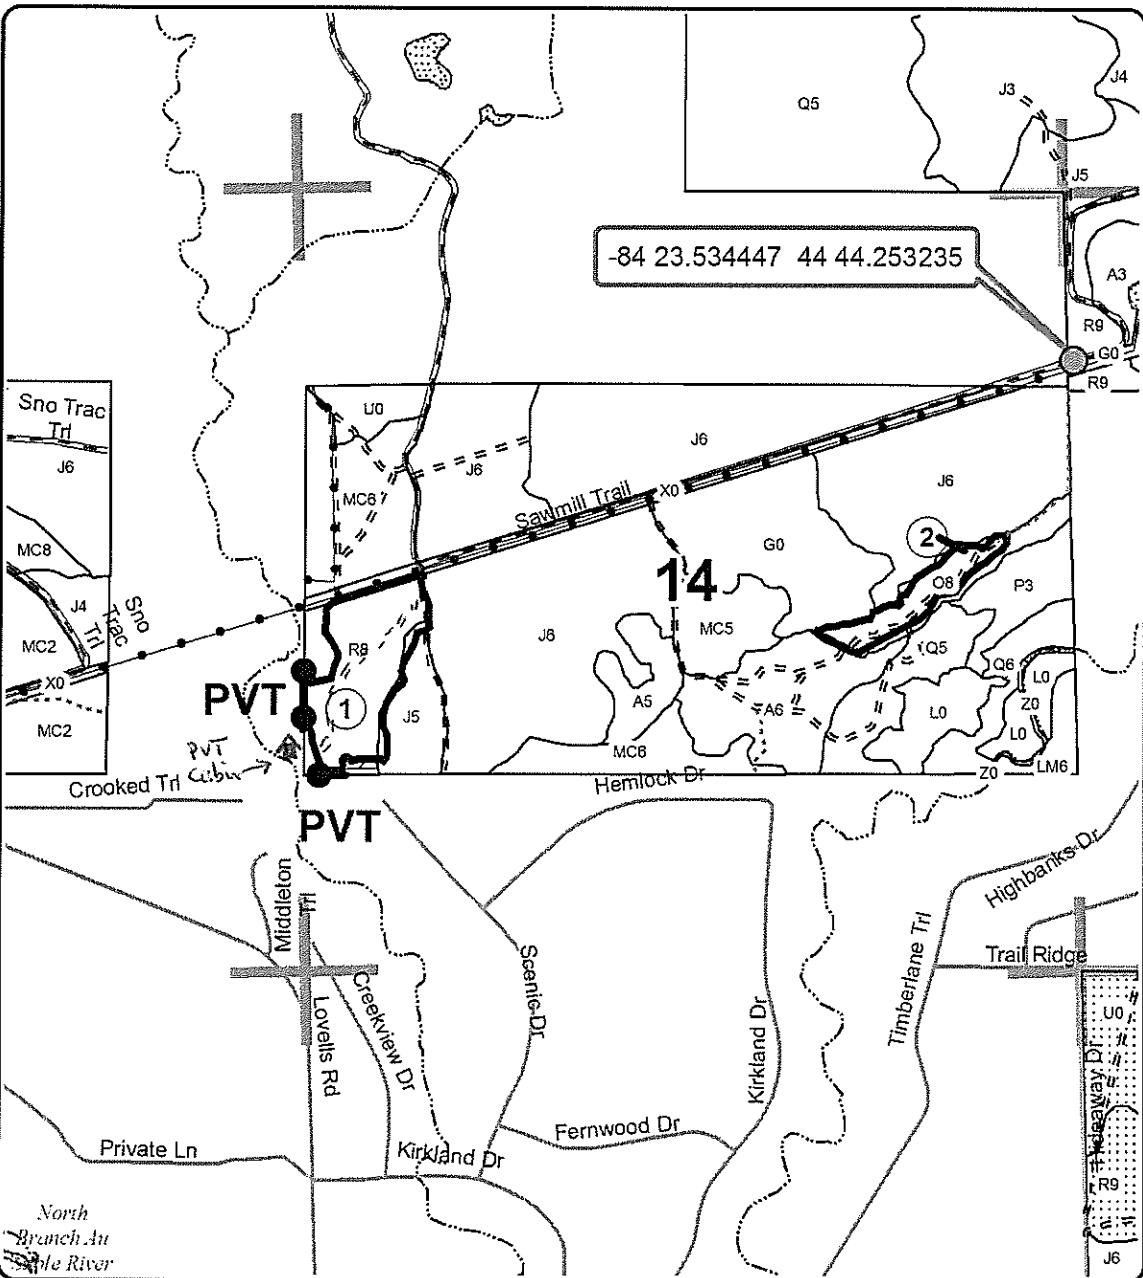 Q5
J3
J4
J5
-84 23.534447 44 44.253235
A3
R9
G0
R9
Sno Trac
Trl
J6
U0
J6
J6
J6
MC6
Sawmill Trail
X0
MC8
G0
2
14
O8
P3
J4
Sno
Trac
Trl
MC2
R9
J8
MC5
Q5
Q6
L0
X0
PVT
1
J5
A5
A6
L0
Z0
L0
MC2
PVT
Cabin
MC6
LM6
Crooked Trl
Hemlock Dr
Z0
PVT
Middleton
Trl
Highbanks Dr
Scenic Dr
Timberlane Trl
Trail Ridge
Creekview Dr
Lovells Rd
Kirkland Dr
U0
Hideaway Dr
Private Ln
Kirkland Dr
Fernwood Dr
R9
North
Branch Au
Sable River
J6